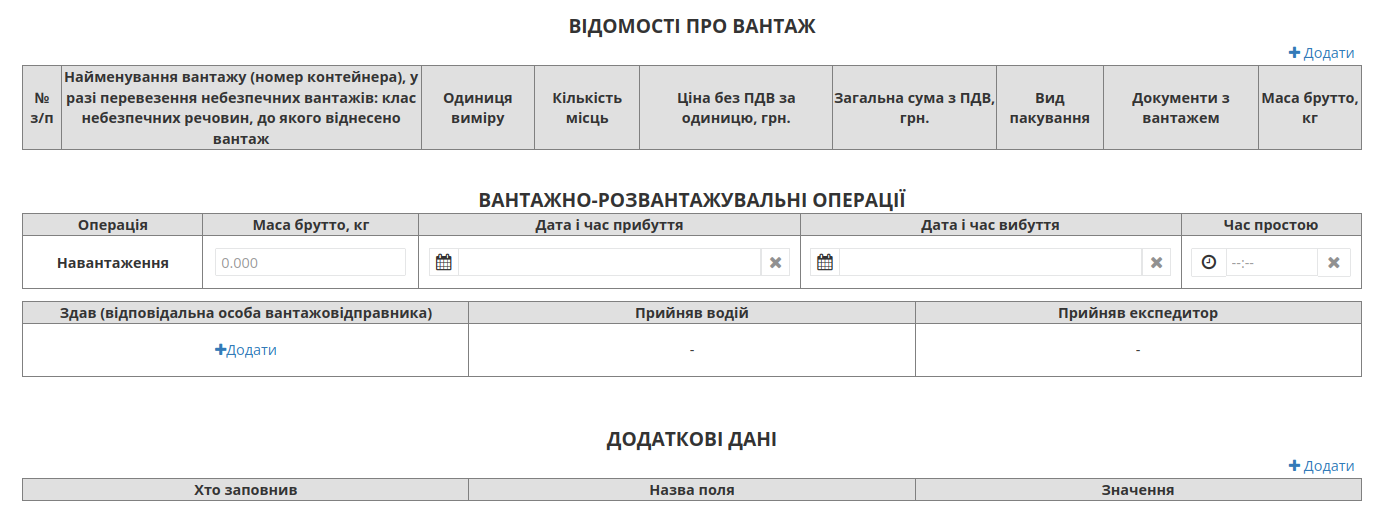 ВІДОМОСТІ ПРО ВАНТАЖ
Додати
№ з/п
Найменування вантажу (номер контейнера), у
разі перевезення небезпечних вантажів: клас
небезпечних речовин, до якого віднесено
вантаж
Одиниця
виміру
Кількість
місць
Ціна без ПДВ за
одиницю, грн.
Загальна сума з ПДВ,
грн.
Вид
пакування
Документи з
вантажем
Маса брутто,
кг
ВАНТАЖНО-РОЗВАНТАЖУВАЛЬНІ ОПЕРАЦІЇ
Операція Маса брутто, кг Дата і час прибуття Дата і час вибуття Час простою
Навантаження 0.000 --:--
Здав (відповідальна особа вантажовідправника) Прийняв водій Прийняв експедитор
Додати - -
ДОДАТКОВІ ДАНІ
Додати
Хто заповнив Назва поля Значення